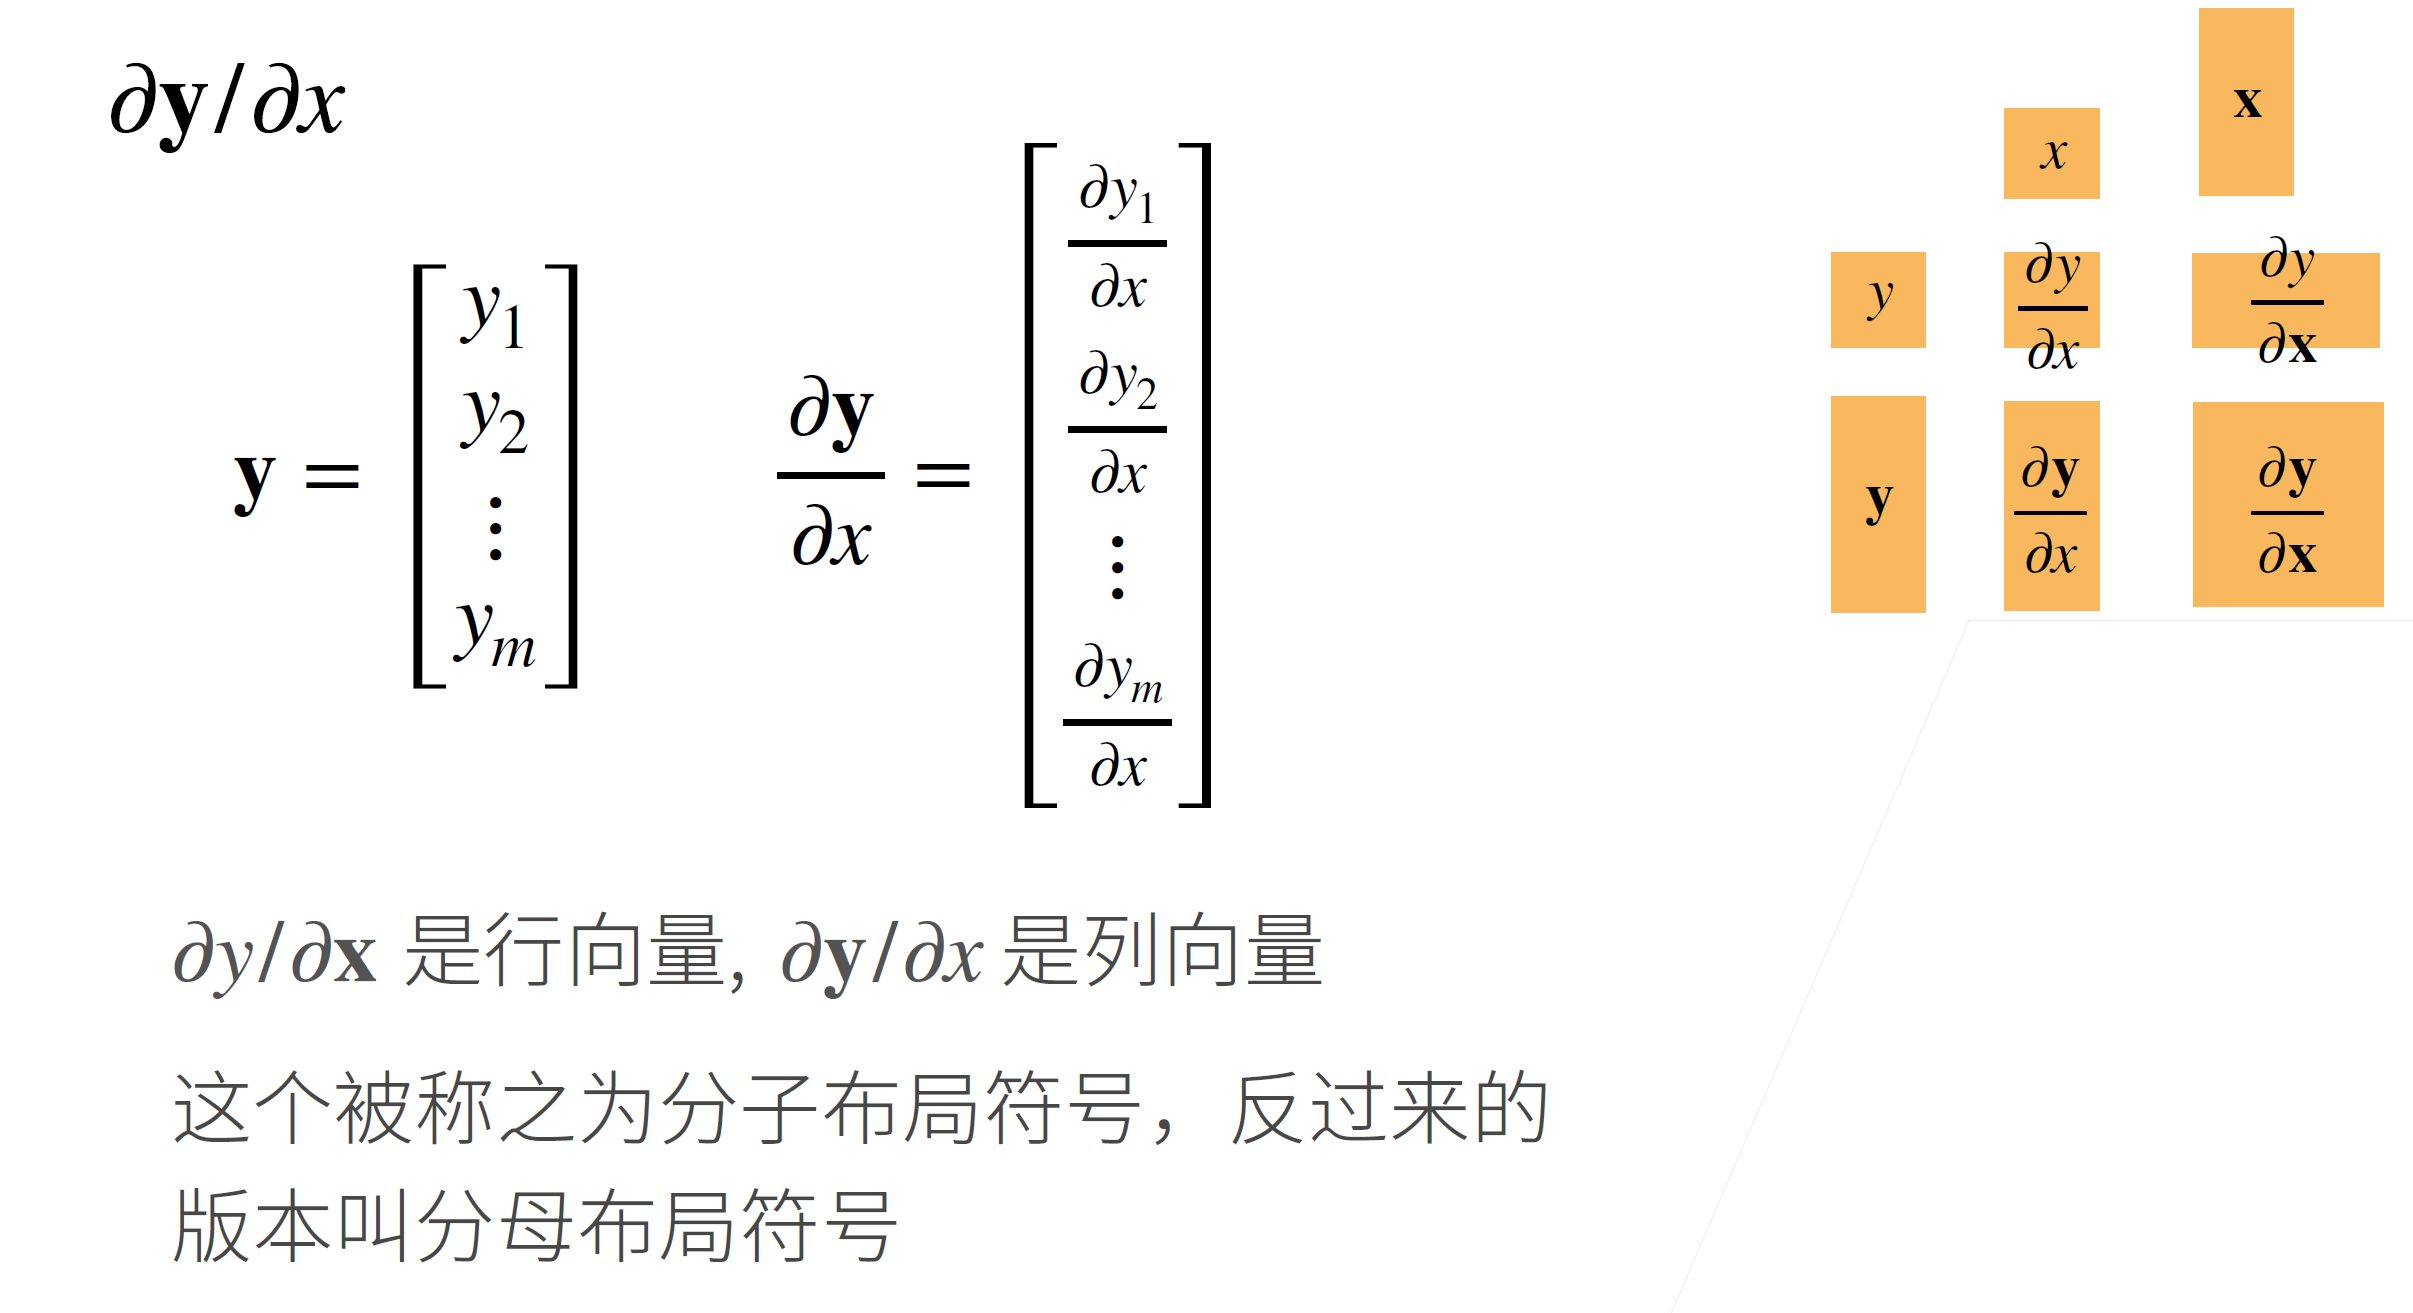 ∂𝐲/∂x
𝐲 = [y₁ y₂ ⋮ yₘ]
∂𝐲/∂x = [∂y₁/∂x ∂y₂/∂x ⋮ ∂yₘ/∂x]
𝐱
x
y ∂y/∂x ∂y/∂𝐱
𝐲 ∂𝐲/∂x ∂𝐲/∂𝐱
∂y/∂𝐱 是行向量, ∂𝐲/∂x 是列向量
这个被称之为分子布局符号，反过来的
版本叫分母布局符号